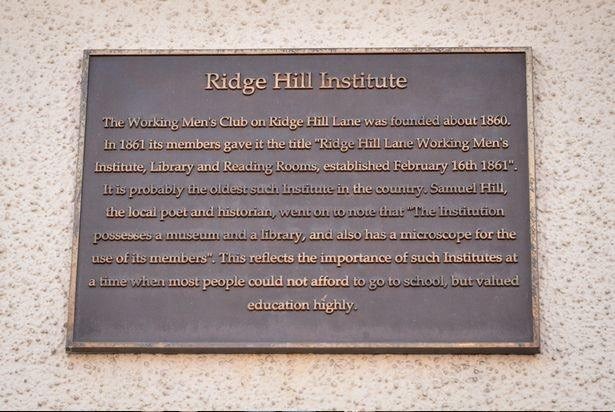 Ridge Hill Institute
The Working Men's Club on Ridge Hill Lane was founded about 1860.
In 1861 its members gave it the title "Ridge Hill Lane Working Men's
Institute, Library and Reading Rooms, established February 16th 1861".
It is probably the oldest such Institute in the country. Samuel Hill,
the local poet and historian, went on to note that "The Institution
possesses a museum and a library, and also has a microscope for the
use of its members". This reflects the importance of such Institutes at
a time when most people could not afford to go to school, but valued
education highly.